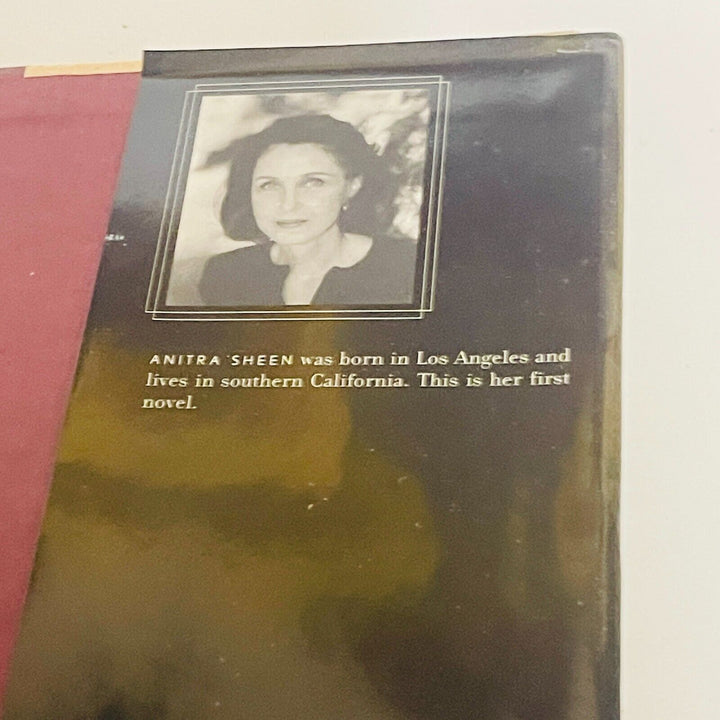 ANITRA SHEEN was born in Los Angeles and
lives in southern California. This is her first
novel.